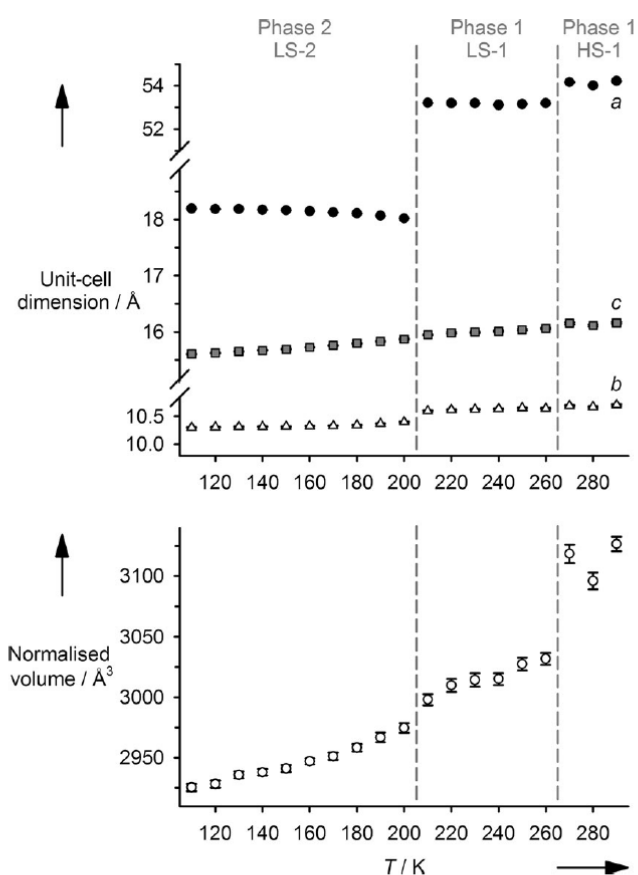 Phase 2
LS-2
Phase 1
LS-1
Phase 1
HS-1
54
52
18
17
16
10.5
10.0
Unit-cell
dimension / Å
a
c
b
120 140 160 180 200 220 240 260 280
3100
3050
3000
2950
Normalised
volume / Å³
120 140 160 180 200 220 240 260 280
T / K